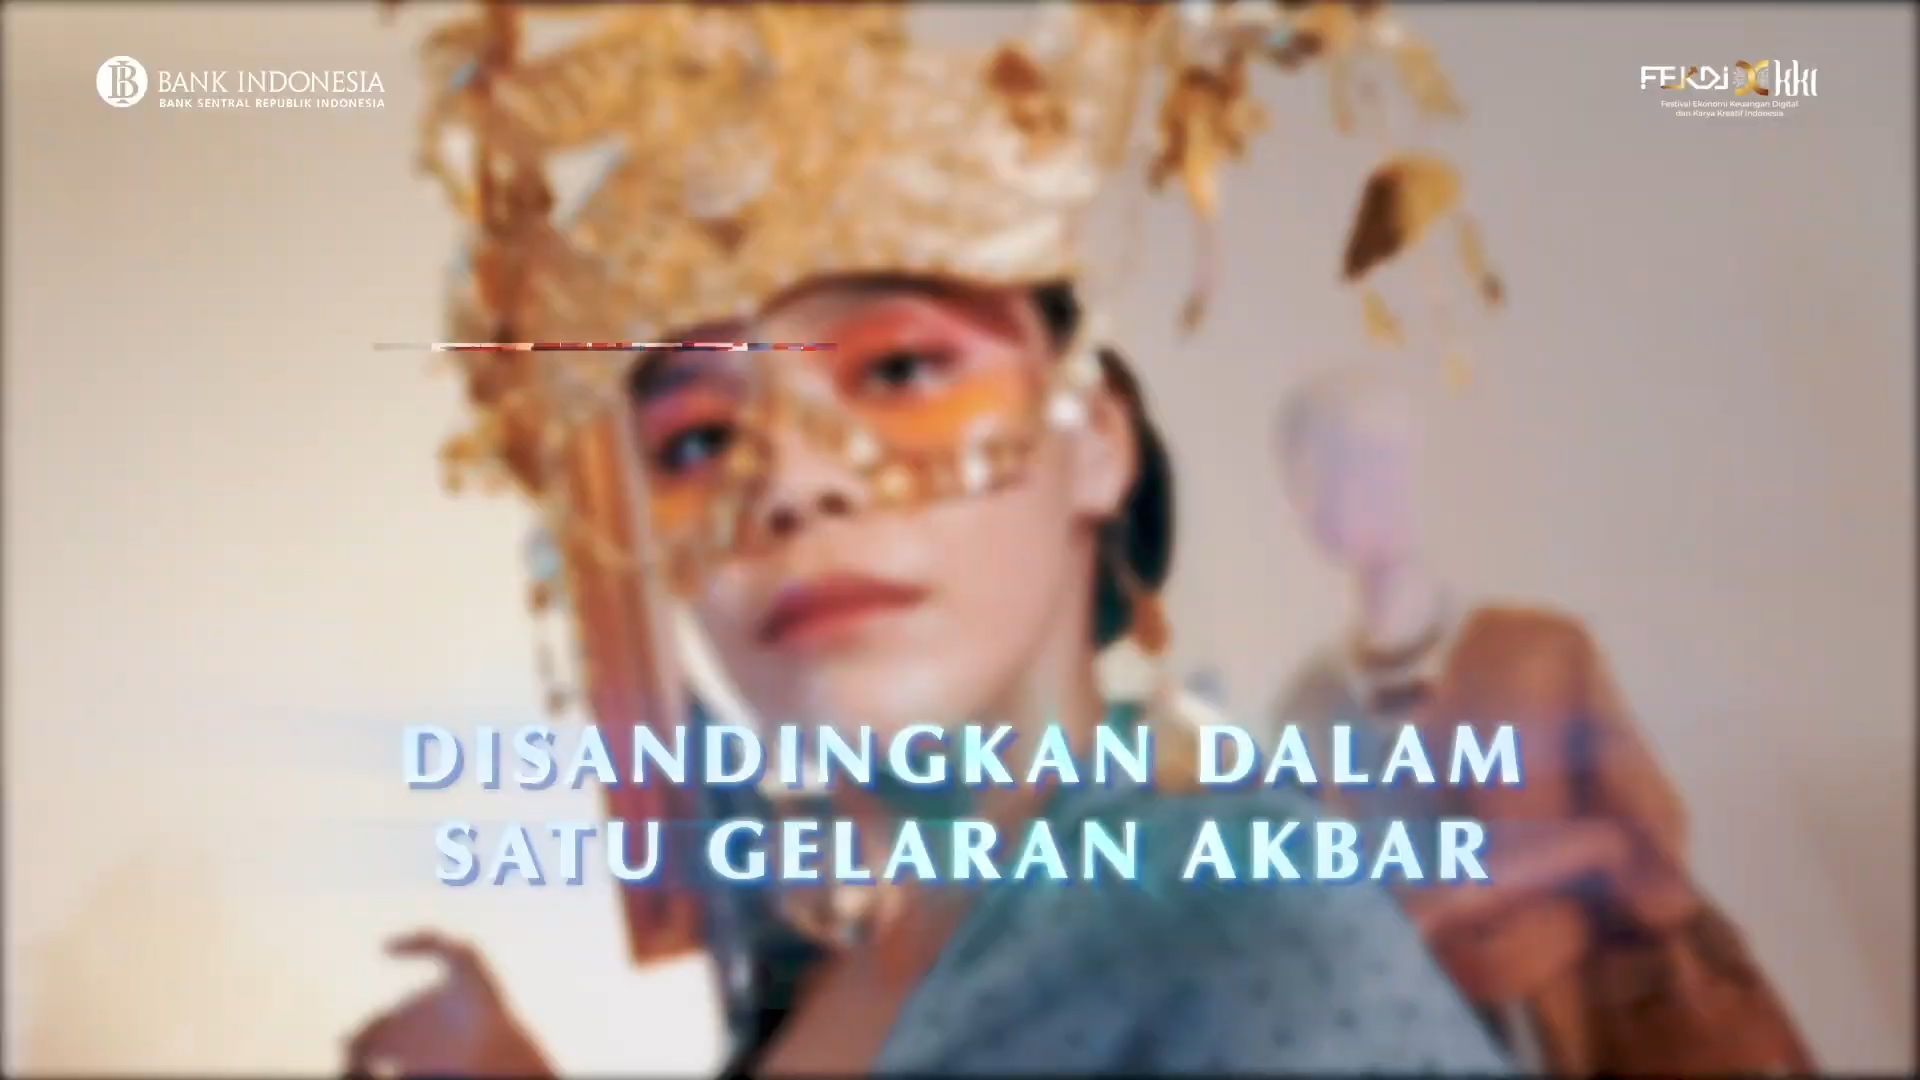 BANK INDONESIA
BANK SENTRAL REPUBLIK INDONESIA
FEKDI X KKI
Festival Ekonomi Keuangan Digital
dan Karya Kreatif Indonesia
DISANDINGKAN DALAM
SATU GELARAN AKBAR